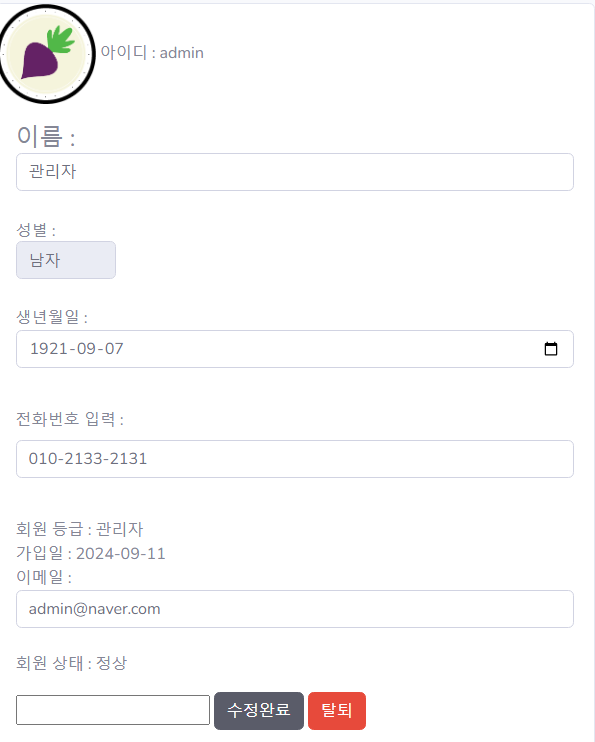 아이디 : admin
이름 :
관리자
성별 :
남자
생년월일 :
1921-09-07
전화번호 입력 :
010-2133-2131
회원 등급 : 관리자
가입일 : 2024-09-11
이메일 :
admin@naver.com
회원 상태 : 정상
수정완료 탈퇴